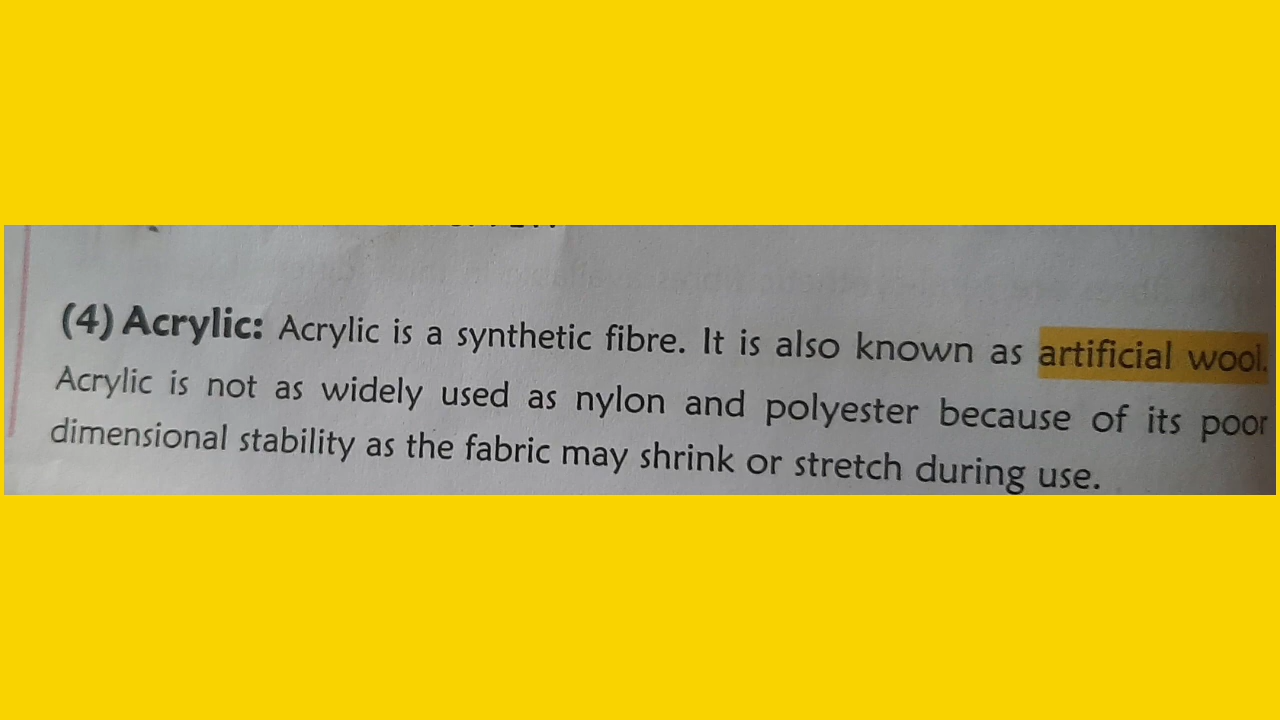 (4) Acrylic: Acrylic is a synthetic fibre. It is also known as artificial wool.
Acrylic is not as widely used as nylon and polyester because of its poor
dimensional stability as the fabric may shrink or stretch during use.